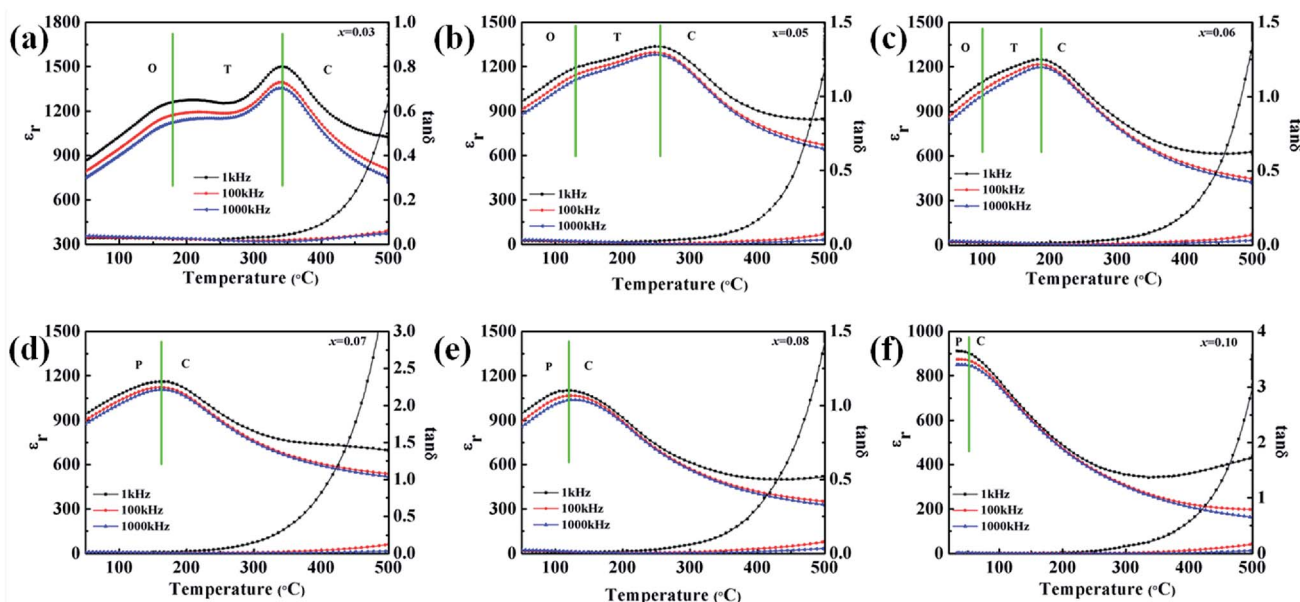 (a)
x=0.03
O T C
εr
1800
1500
1200
900
600
300
1.0
0.8
0.6
0.4
0.2
0.0
tanδ
1kHz
100kHz
1000kHz
100 200 300 400 500
Temperature (°C)
(b)
x=0.05
O T C
εr
1500
1200
900
600
300
0
1.5
1.0
0.5
0.0
tanδ
1kHz
100kHz
1000kHz
100 200 300 400 500
Temperature (°C)
(c)
x=0.06
O T C
εr
1500
1200
900
600
300
0
1.5
1.0
0.5
0.0
tanδ
1kHz
100kHz
1000kHz
100 200 300 400 500
Temperature (°C)
(d)
x=0.07
P C
εr
1500
1200
900
600
300
0
3.0
2.5
2.0
1.5
1.0
0.5
0.0
tanδ
1kHz
100kHz
1000kHz
100 200 300 400 500
Temperature (°C)
(e)
x=0.08
P C
εr
1500
1200
900
600
300
0
1.5
1.0
0.5
0.0
tanδ
1kHz
100kHz
1000kHz
100 200 300 400 500
Temperature (°C)
(f)
x=0.10
P C
εr
1000
800
600
400
200
0
4
3
2
1
0
tanδ
1kHz
100kHz
1000kHz
100 200 300 400 500
Temperature (°C)